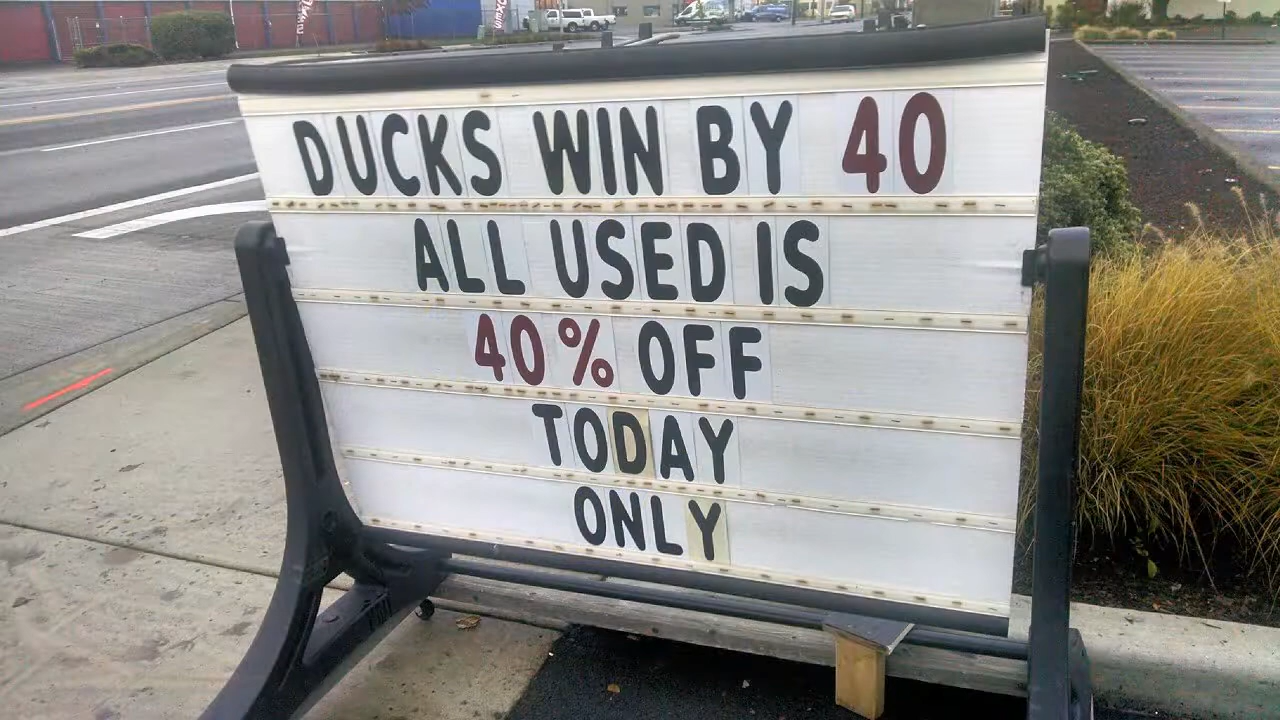 DUCKS WIN BY 40
ALL USED IS
40% OFF
TODAY
ONLY